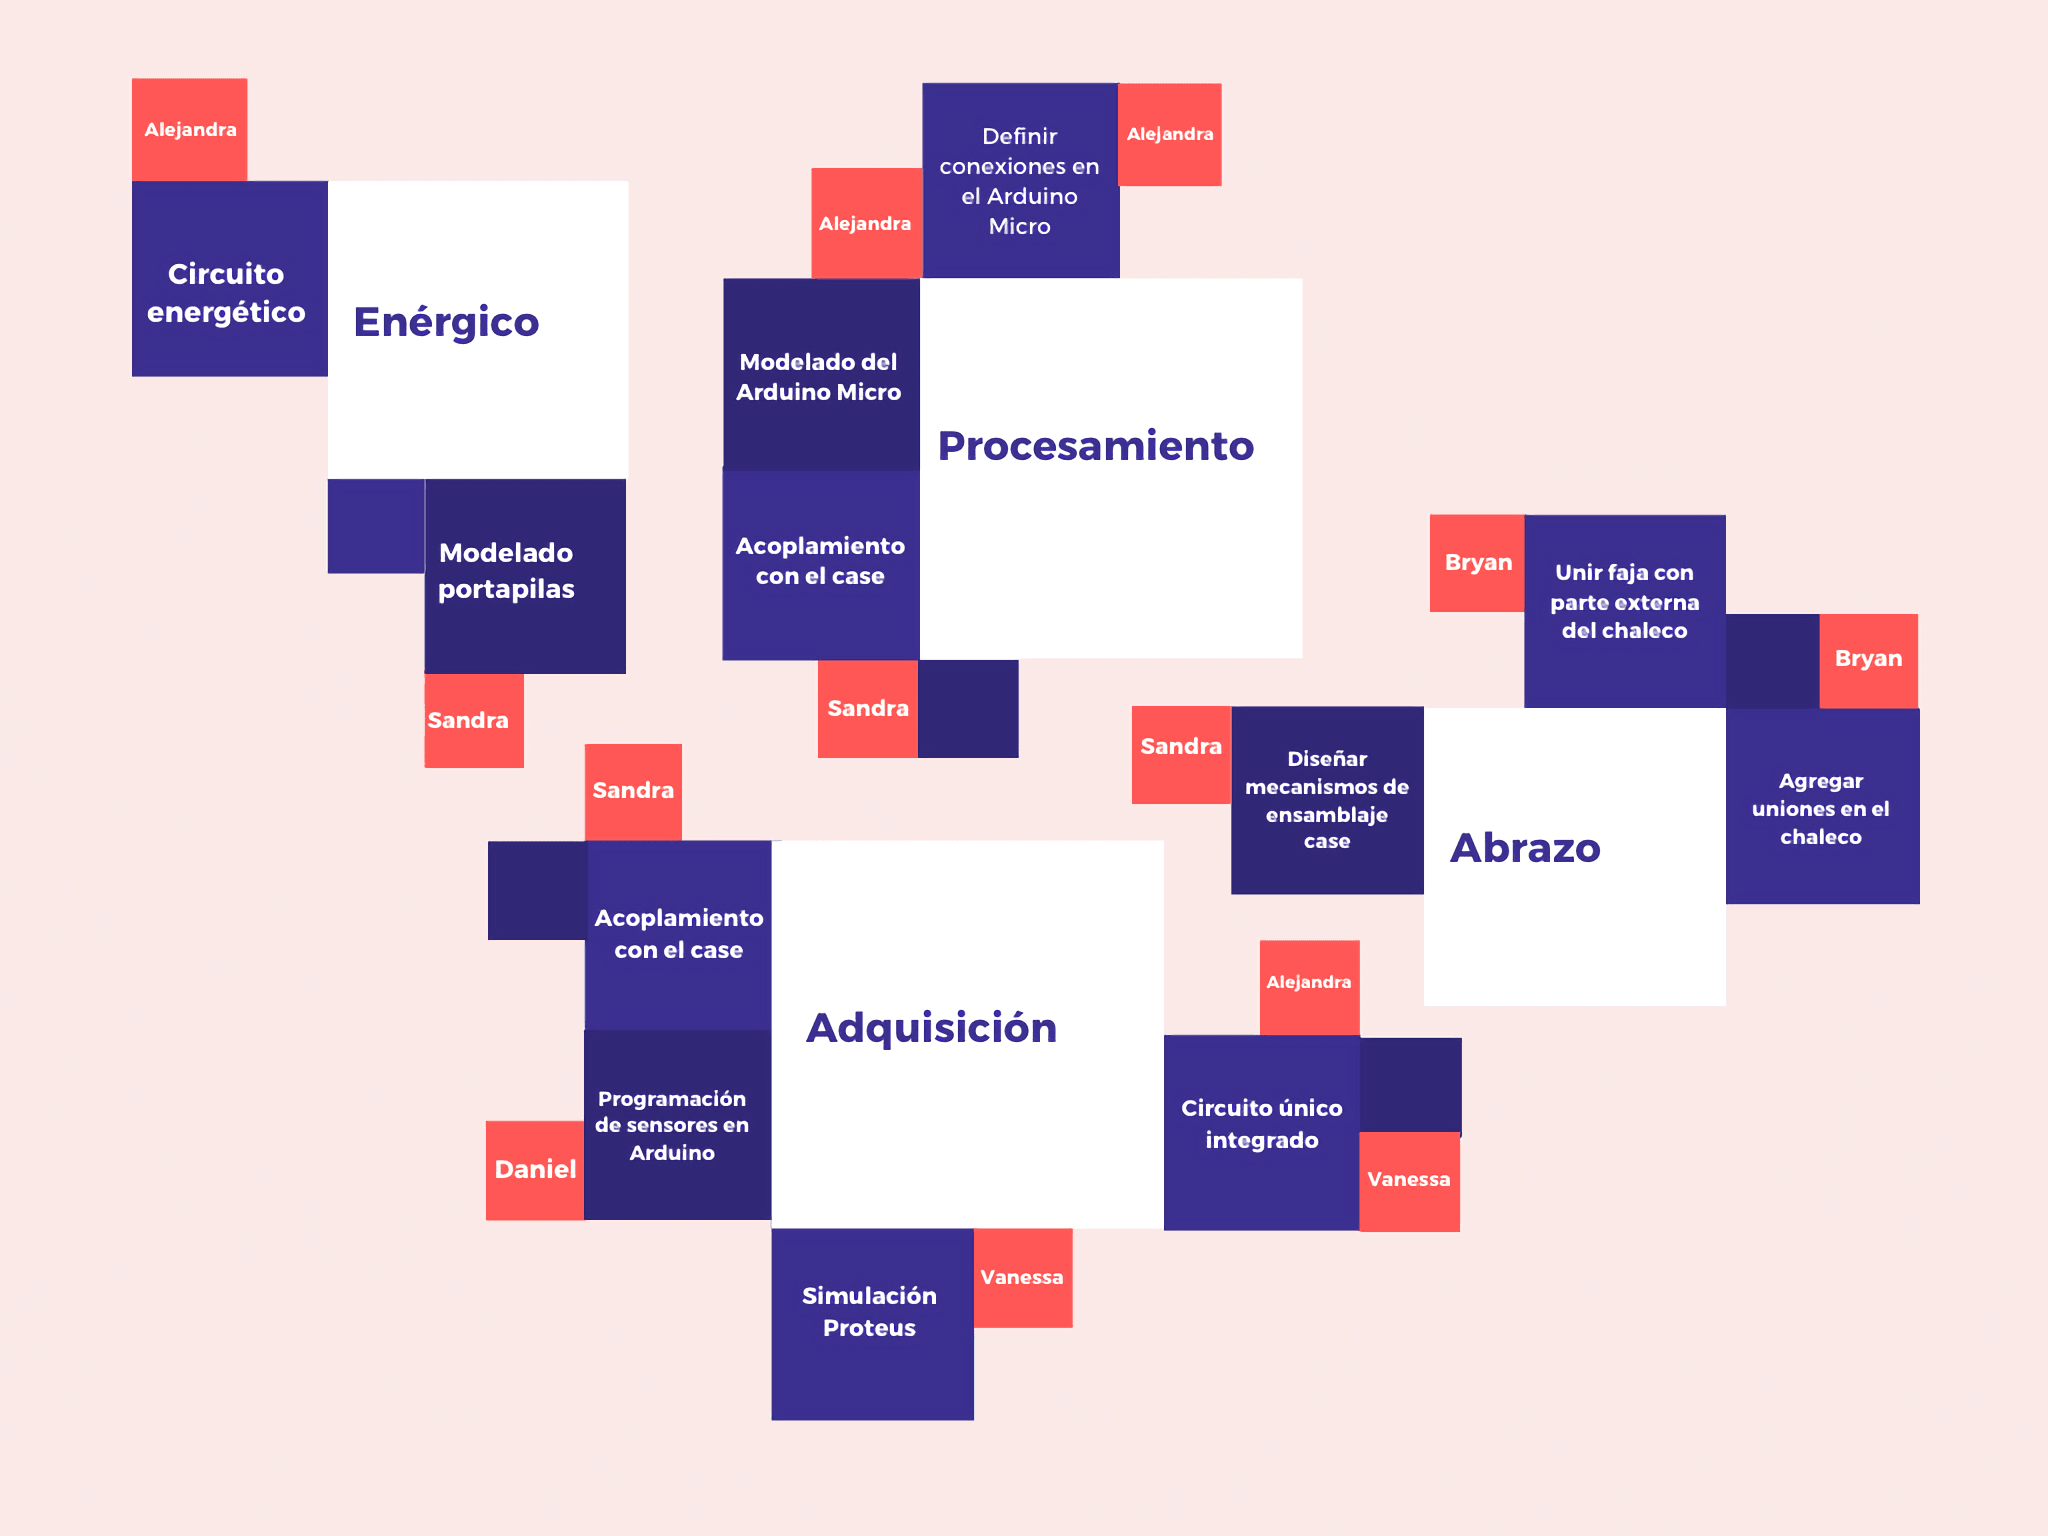 Alejandra
Circuito
energético
Enérgico
Modelado
portapilas
Sandra
Definir
conexiones en
el Arduino
Micro
Alejandra
Alejandra
Modelado del
Arduino Micro
Procesamiento
Acoplamiento
con el case
Sandra
Bryan
Unir faja con
parte externa
del chaleco
Bryan
Sandra
Diseñar
mecanismos de
ensamblaje
case
Abrazo
Agregar
uniones en el
chaleco
Sandra
Acoplamiento
con el case
Adquisición
Programación
de sensores en
Arduino
Daniel
Alejandra
Circuito único
integrado
Vanessa
Simulación
Proteus
Vanessa